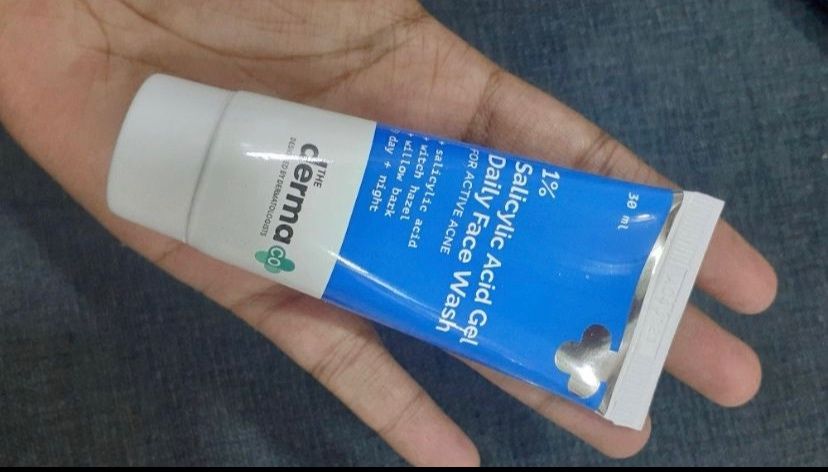 30 ml
1%
Salicylic Acid Gel
Daily Face Wash
FOR ACTIVE ACNE
+ salicylic acid
+ witch hazel
+ willow bark
day + night
THE
derma
co
DESIGNED BY DERMATOLOGISTS